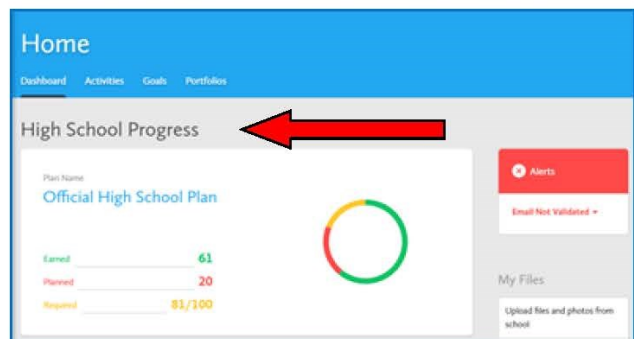 Home
Dashboard Activities Goals Portfolios
High School Progress
Plan Name
Official High School Plan
Earned 61
Planned 20
Required 81/100
Alerts
Email Not Validated
My Files
Upload files and photos from
school